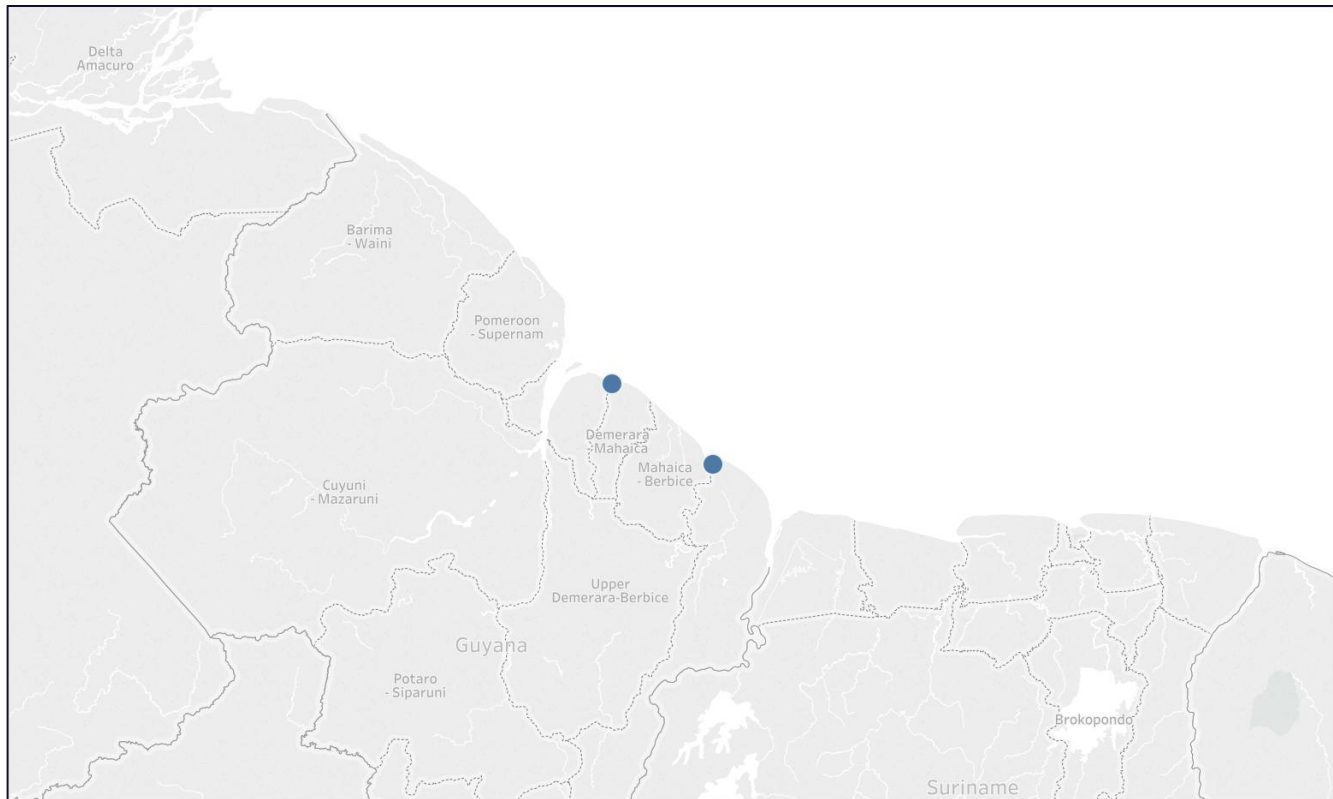 Delta
Amacuro
Barima
- Waini
Pomeroon
- Supernam
Demerara
-Mahaica
Mahaica
- Berbice
Cuyuni
- Mazaruni
Upper
Demerara-Berbice
Guyana
Potaro
- Siparuni
Brokopondo
Suriname